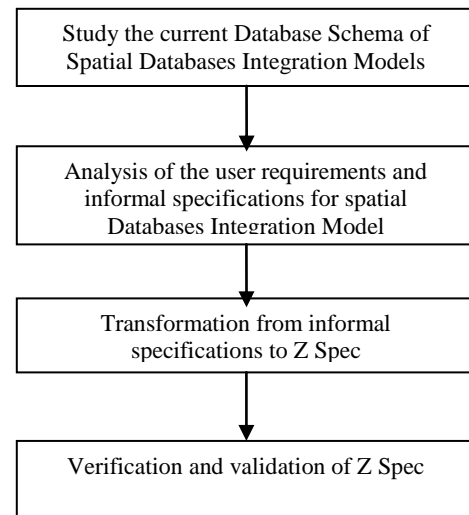 Study the current Database Schema of
Spatial Databases Integration Models
Analysis of the user requirements and
informal specifications for spatial
Databases Integration Model
Transformation from informal
specifications to Z Spec
Verification and validation of Z Spec